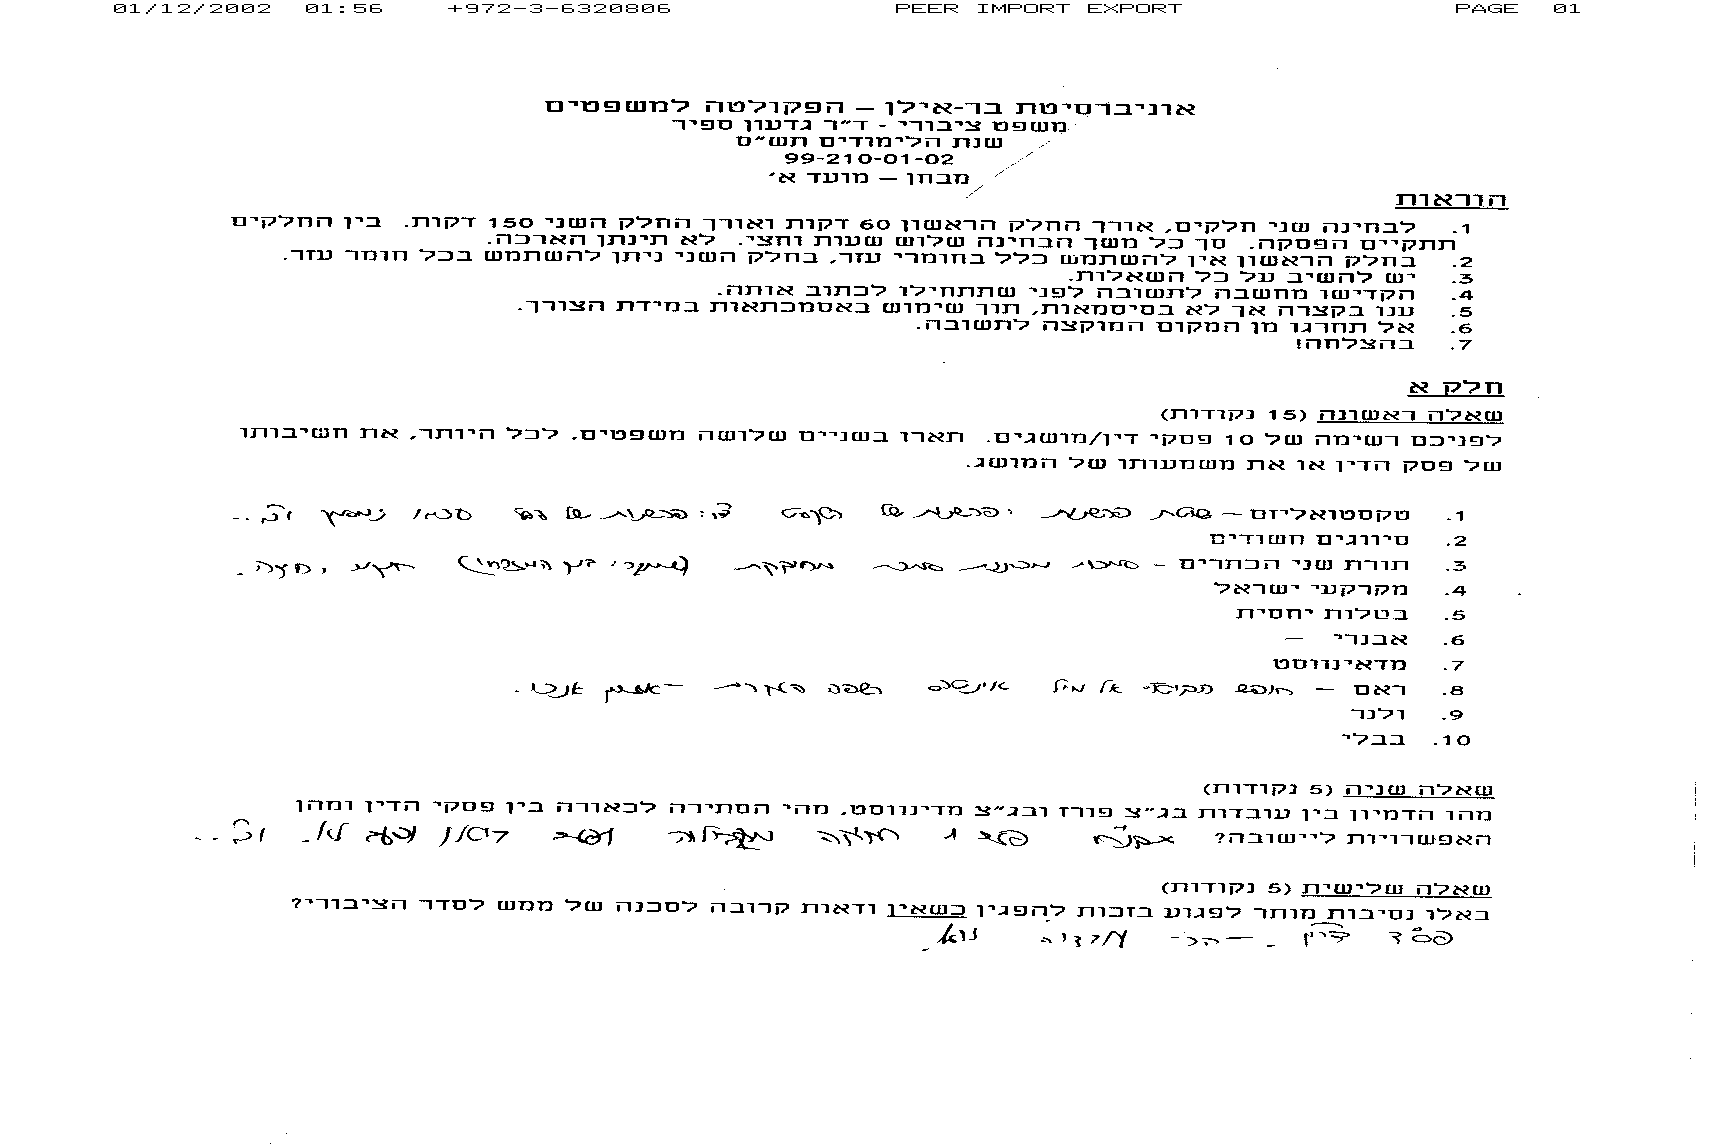 01/12/2002 01:56 +972-3-6320806 PEER IMPORT EXPORT PAGE 01
אוניברסיטת בר-אילן – הפקולטה למשפטים
משפט ציבורי - ד״ר גדעון ספיר
שנת הלימודים תש״ס
99-210-01-02
מבחן – מועד א׳
הוראות
1. לבחינה שני חלקים, אורך החלק הראשון 60 דקות ואורך החלק השני 150 דקות. בין החלקים
תתקיים הפסקה. סך כל משך הבחינה שלוש שעות וחצי. לא תינתן הארכה.
2. בחלק הראשון אין להשתמש כלל בחומרי עזר, בחלק השני ניתן להשתמש בכל חומר עזר.
3. יש להשיב על כל השאלות.
4. הקדישו מחשבה לתשובה לפני שתתחילו לכתוב אותה.
5. ענו בקצרה אך לא בסיסמאות, תוך שימוש באסמכתאות במידת הצורך.
6. אל תחרגו מן המקום המוקצה לתשובה.
7. בהצלחה!
חלק א
שאלה ראשונה (15 נקודות)
לפניכם רשימה של 10 פסקי דין/מושגים. תארו בשניים שלושה משפטים, לכל היותר, את חשיבותו
של פסק הדין או את משמעותו של המושג.
1. טקסטואליזם –
2. סיווגים חשודים
3. תורת שני הכתרים –
4. מקרקעי ישראל
5. בטלות יחסית
6. אבנרי –
7. מדאינווסט
8. ראם – חופש הביטוי
9. ולנר
10. בבלי
שאלה שניה (5 נקודות)
מהו הדמיון בין עובדות בג״צ פורז ובג״צ מדינווסט, מהי הסתירה לכאורה בין פסקי הדין ומהן
האפשרויות ליישובה?
שאלה שלישית (5 נקודות)
באלו נסיבות מותר לפגוע בזכות להפגין כשאין ודאות קרובה לסכנה של ממש לסדר הציבורי?